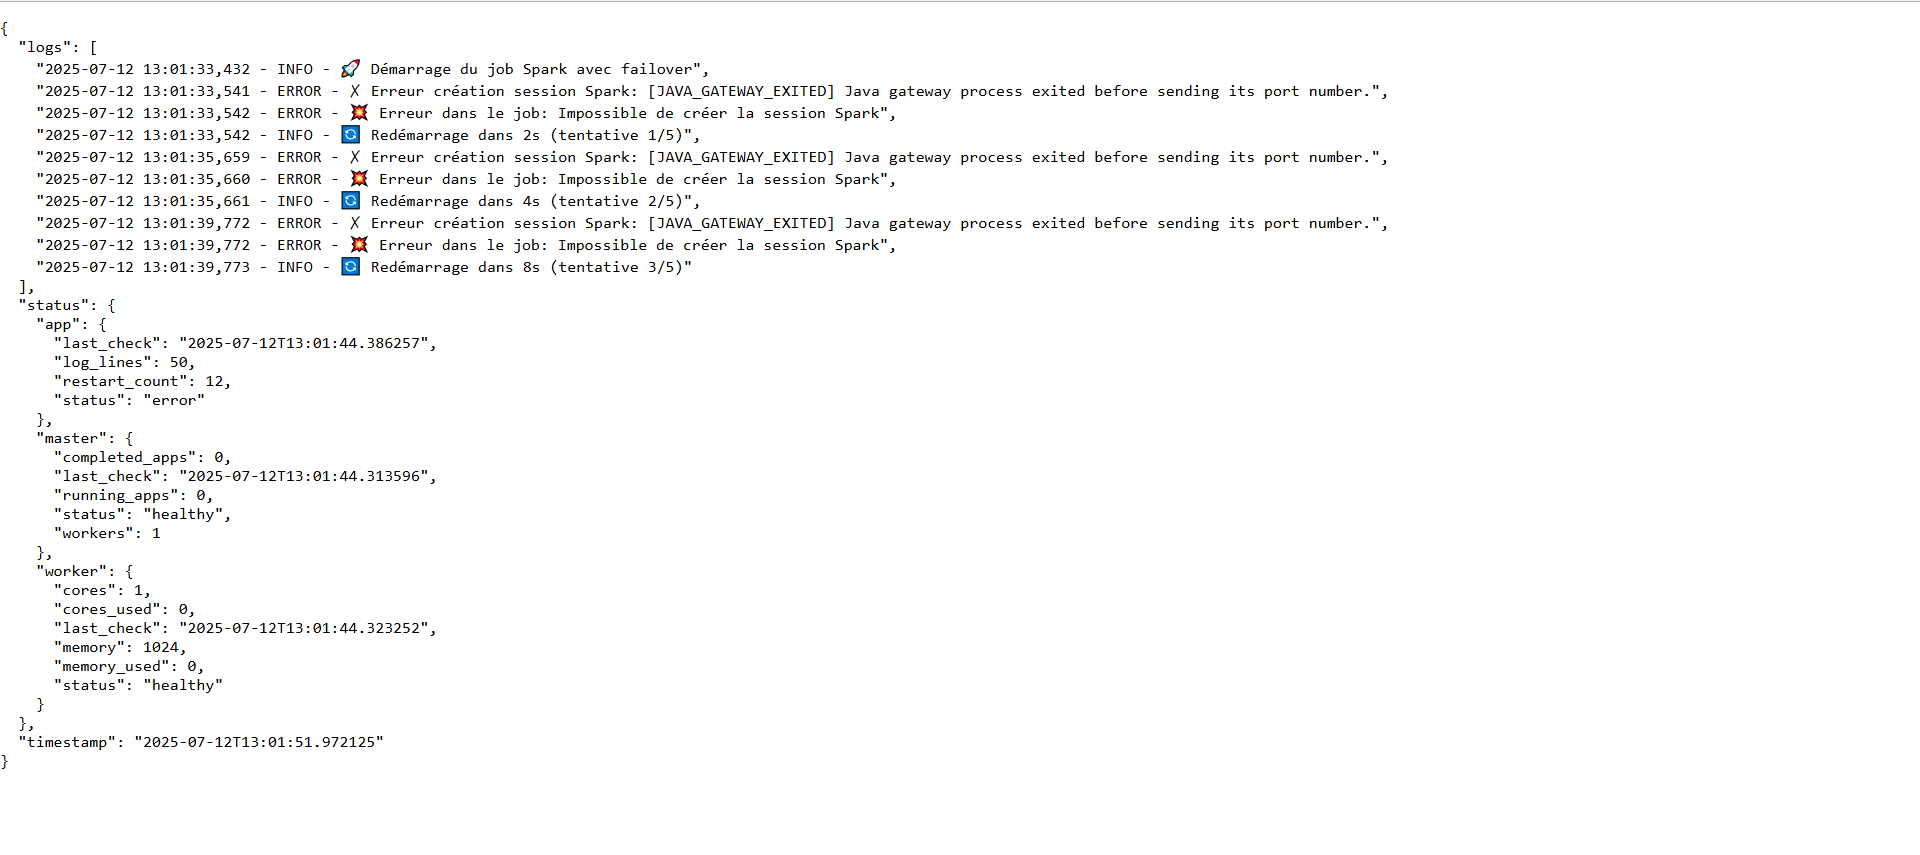 {
  "logs": [
    "2025-07-12 13:01:33,432 - INFO - 🚀 Démarrage du job Spark avec failover",
    "2025-07-12 13:01:33,541 - ERROR - ✗ Erreur création session Spark: [JAVA_GATEWAY_EXITED] Java gateway process exited before sending its port number.",
    "2025-07-12 13:01:33,542 - ERROR - 💥 Erreur dans le job: Impossible de créer la session Spark",
    "2025-07-12 13:01:33,542 - INFO - 🔄 Redémarrage dans 2s (tentative 1/5)",
    "2025-07-12 13:01:35,659 - ERROR - ✗ Erreur création session Spark: [JAVA_GATEWAY_EXITED] Java gateway process exited before sending its port number.",
    "2025-07-12 13:01:35,660 - ERROR - 💥 Erreur dans le job: Impossible de créer la session Spark",
    "2025-07-12 13:01:35,661 - INFO - 🔄 Redémarrage dans 4s (tentative 2/5)",
    "2025-07-12 13:01:39,772 - ERROR - ✗ Erreur création session Spark: [JAVA_GATEWAY_EXITED] Java gateway process exited before sending its port number.",
    "2025-07-12 13:01:39,772 - ERROR - 💥 Erreur dans le job: Impossible de créer la session Spark",
    "2025-07-12 13:01:39,773 - INFO - 🔄 Redémarrage dans 8s (tentative 3/5)"
  ],
  "status": {
    "app": {
      "last_check": "2025-07-12T13:01:44.386257",
      "log_lines": 50,
      "restart_count": 12,
      "status": "error"
    },
    "master": {
      "completed_apps": 0,
      "last_check": "2025-07-12T13:01:44.313596",
      "running_apps": 0,
      "status": "healthy",
      "workers": 1
    },
    "worker": {
      "cores": 1,
      "cores_used": 0,
      "last_check": "2025-07-12T13:01:44.323252",
      "memory": 1024,
      "memory_used": 0,
      "status": "healthy"
    }
  },
  "timestamp": "2025-07-12T13:01:51.972125"
}